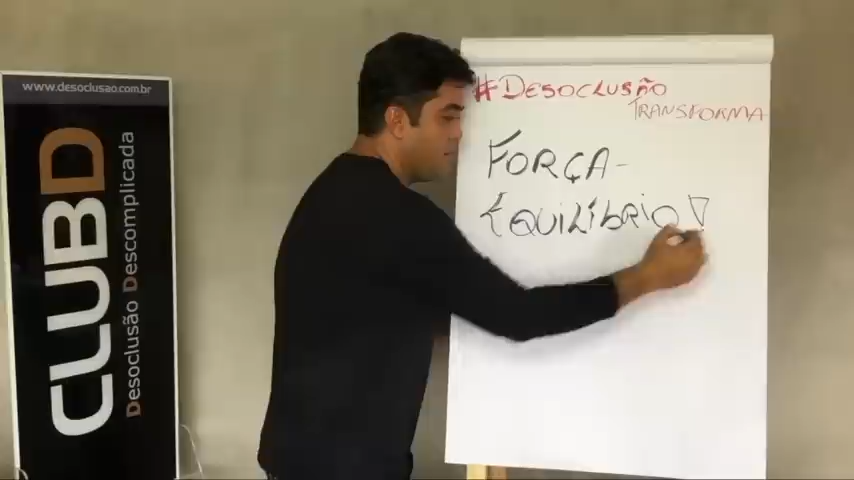 www.desoclusao.com.br
CLUBD
Desoclusão Descomplicada
#DESOCLUSÃO
TRANSFORMA
FORÇA-
EQUILÍBRIO!